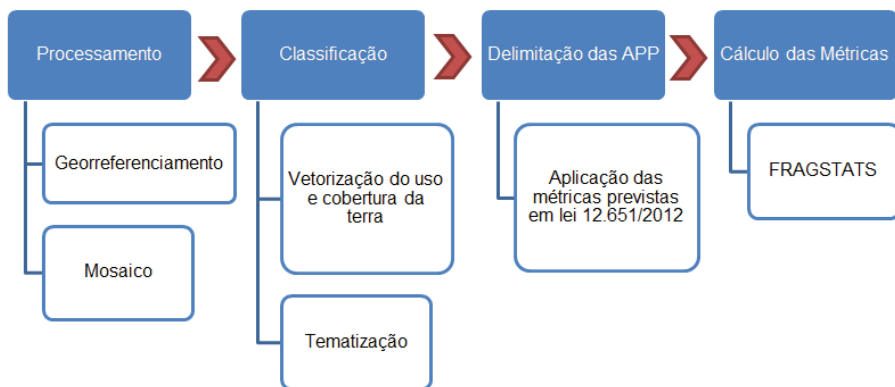 Processamento
Classificação
Delimitação das APP
Cálculo das Métricas
Georreferenciamento
Mosaico
Vetorização do uso
e cobertura da
terra
Tematização
Aplicação das
métricas previstas
em lei 12.651/2012
FRAGSTATS